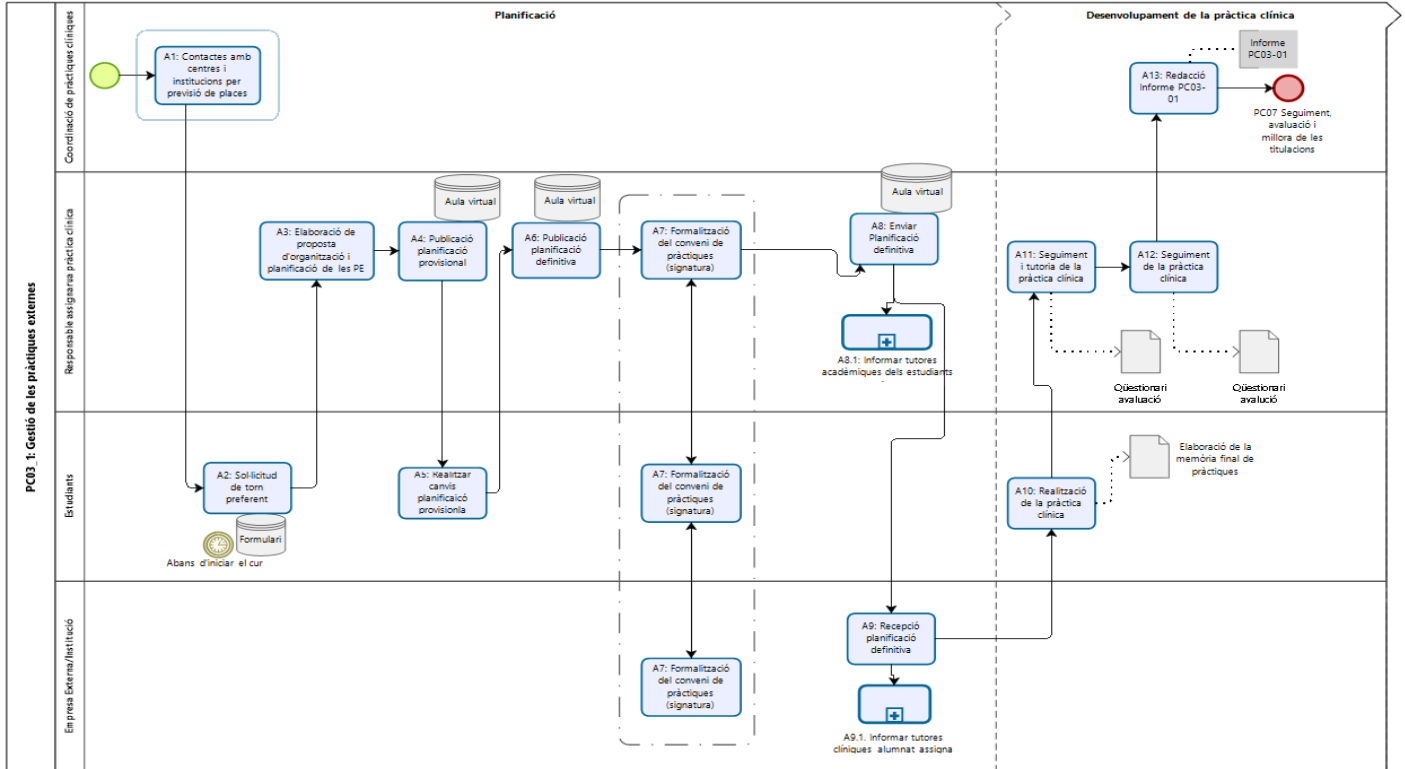 Planificació
Desenvolupament de la pràctica clínica
PC03_1: Gestió de les pràctiques externes
Coordinació de pràctiques clíniques
A1: Contactes amb
centres i
institucions per
previsió de places
Informe
PC03-01
A13: Redacció
Informe PC03-
01
PC07 Seguiment,
avaluació i
millora de les
titulacions
Responsable assignarra pràctica clínica
Aula virtual
Aula virtual
Aula virtual
A3: Elaboració de
proposta
d'organització i
planificació de les PE
A4: Publicació
planificació
provisional
A6: Publicació
planificació
definitiva
A7: Formalització
del conveni de
pràctiques
(signatura)
A8: Enviar
Planificació
definitiva
A8.1: Informar tutores
acadèmiques dels estudiants
A11: Seguiment
i tutoria de la
pràctica clínica
A12: Seguiment
de la pràctica
clínica
Qüestionari
avaluació
Qüestionari
avalució
Estudiants
A2: Sol·licitud
de torn
preferent
Formulari
Abans d'iniciar el cur
A5: Realitzar
canvis
planificaició
provisionla
A7: Formalització
del conveni de
pràctiques
(signatura)
A10: Realització
de la pràctica
clínica
Elaboració de la
memòria final de
pràctiques
Empresa Externa/Institució
A7: Formalització
del conveni de
pràctiques
(signatura)
A9: Recepció
planificació
definitiva
A9.1. Informar tutores
clíniques alumnat assigna